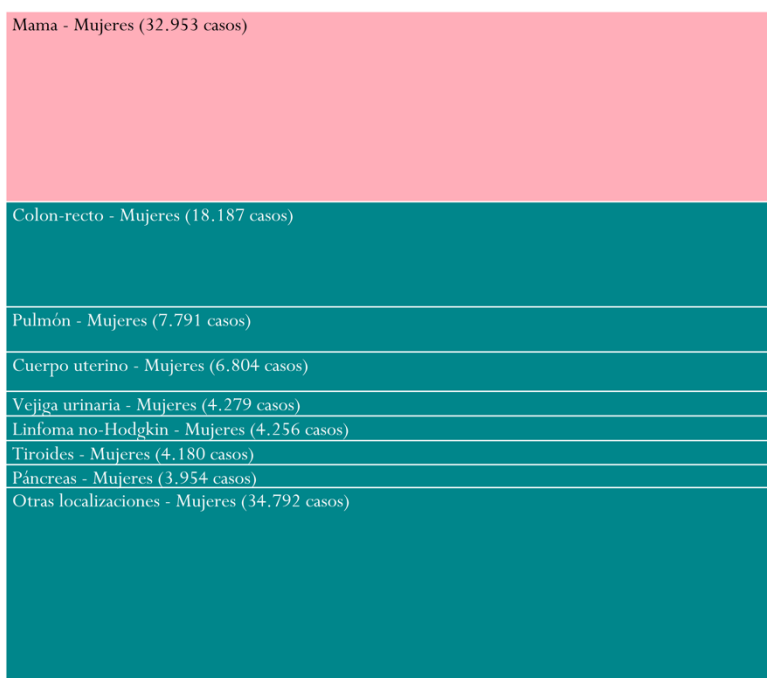 Mama - Mujeres (32.953 casos)
Colon-recto - Mujeres (18.187 casos)
Pulmón - Mujeres (7.791 casos)
Cuerpo uterino - Mujeres (6.804 casos)
Vejiga urinaria - Mujeres (4.279 casos)
Linfoma no-Hodgkin - Mujeres (4.256 casos)
Tiroides - Mujeres (4.180 casos)
Páncreas - Mujeres (3.954 casos)
Otras localizaciones - Mujeres (34.792 casos)